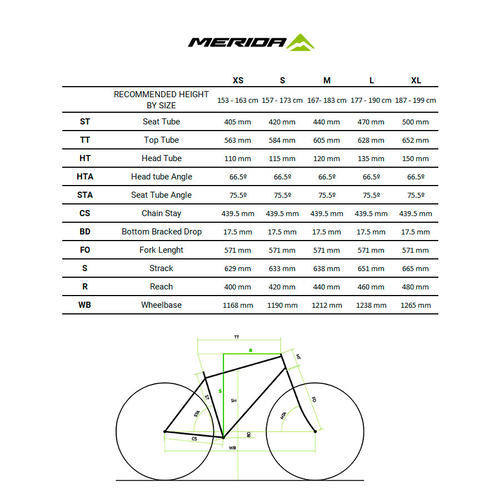 MERIDA
XS S M L XL
RECOMMENDED HEIGHT
BY SIZE 153 - 163 cm 157 - 173 cm 167- 183 cm 177 - 190 cm 187 - 199 cm
ST Seat Tube 405 mm 420 mm 440 mm 470 mm 500 mm
TT Top Tube 563 mm 584 mm 605 mm 628 mm 652 mm
HT Head Tube 110 mm 115 mm 120 mm 135 mm 150 mm
HTA Head tube Angle 66.5º 66.5º 66.5º 66.5º 66.5º
STA Seat Tube Angle 75.5º 75.5º 75.5º 75.5º 75.5º
CS Chain Stay 439.5 mm 439.5 mm 439.5 mm 439.5 mm 439.5 mm
BD Bottom Bracked Drop 17.5 mm 17.5 mm 17.5 mm 17.5 mm 17.5 mm
FO Fork Lenght 571 mm 571 mm 571 mm 571 mm 571 mm
S Strack 629 mm 633 mm 638 mm 651 mm 665 mm
R Reach 400 mm 420 mm 440 mm 460 mm 480 mm
WB Wheelbase 1168 mm 1190 mm 1212 mm 1238 mm 1265 mm
TT
R
HT
S
ST
SH
FO
STA
HTA
BD
CS
WB